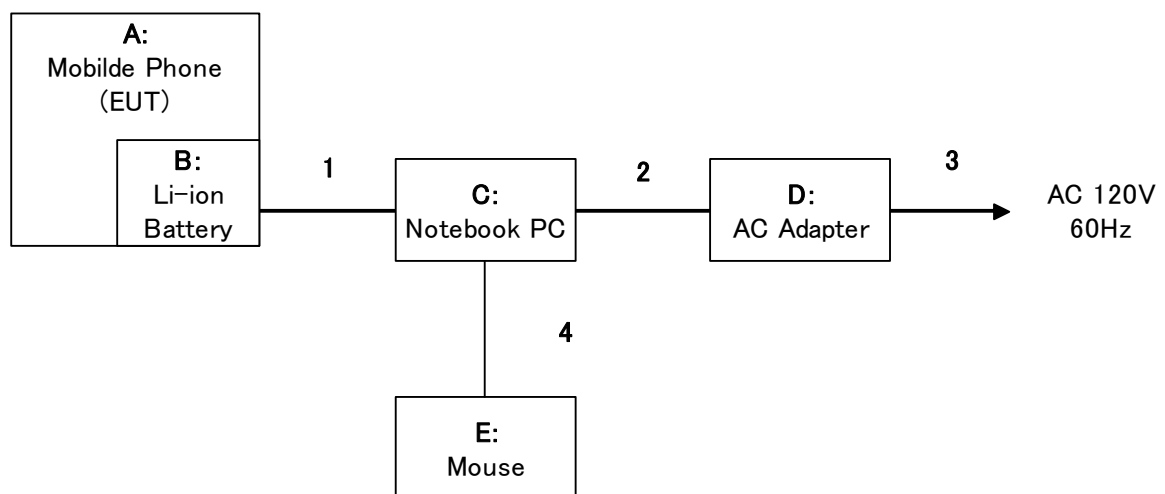 A:
Mobilde Phone
(EUT)
B:
Li-ion
Battery
1
C:
Notebook PC
2
D:
AC Adapter
3
AC 120V
60Hz
4
E:
Mouse